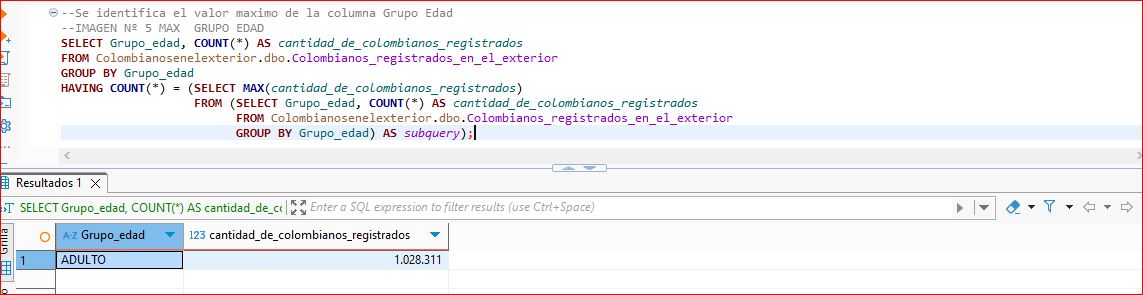 --Se identifica el valor maximo de la columna Grupo Edad
--IMAGEN Nº 5 MAX  GRUPO EDAD
SELECT Grupo_edad, COUNT(*) AS cantidad_de_colombianos_registrados
FROM Colombianosenelexterior.dbo.Colombianos_registrados_en_el_exterior
GROUP BY Grupo_edad
HAVING COUNT(*) = (SELECT MAX(cantidad_de_colombianos_registrados)
FROM (SELECT Grupo_edad, COUNT(*) AS cantidad_de_colombianos_registrados
FROM Colombianosenelexterior.dbo.Colombianos_registrados_en_el_exterior
GROUP BY Grupo_edad) AS subquery);
Resultados 1
SELECT Grupo_edad, COUNT(*) AS cantidad_de_cc
Enter a SQL expression to filter results (use Ctrl+Space)
Grilla
A-Z Grupo_edad 123 cantidad_de_colombianos_registrados
1 ADULTO 1.028.311